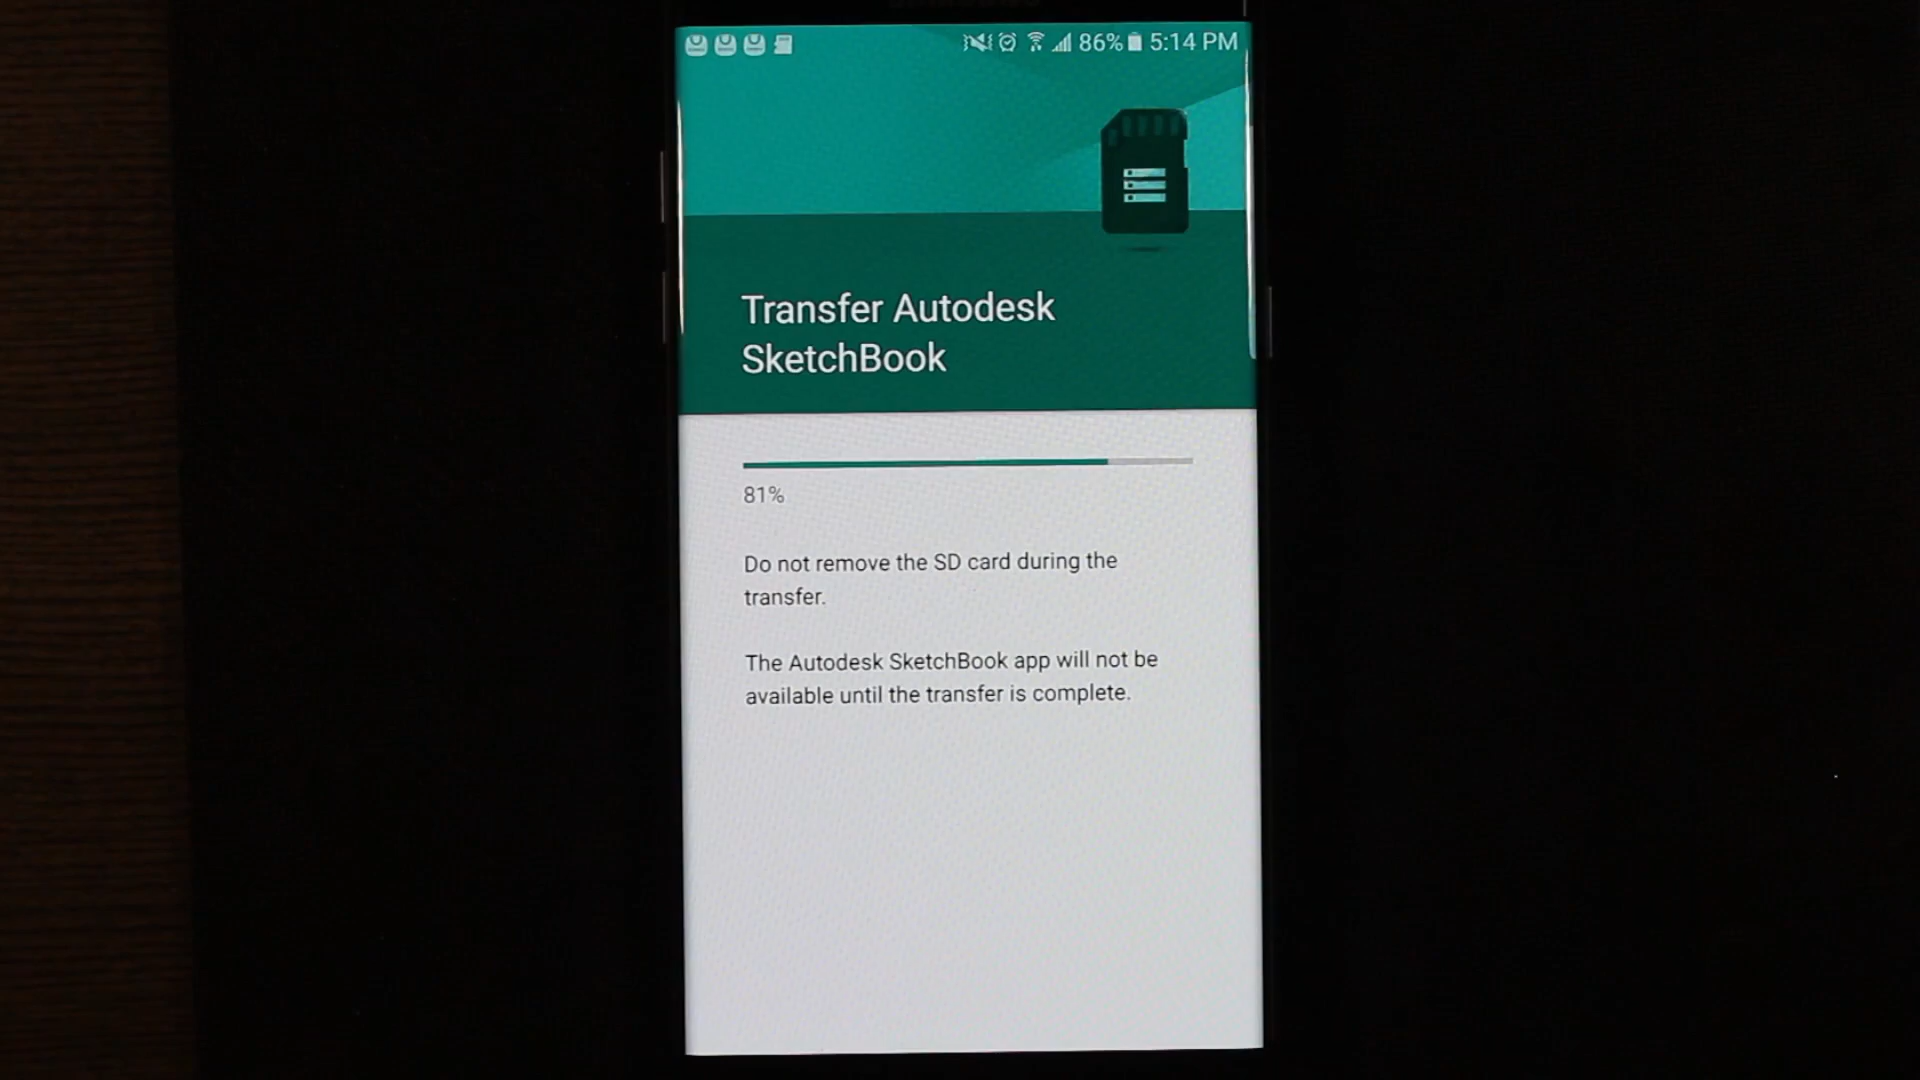 86% 5:14 PM
Transfer Autodesk
SketchBook
81%
Do not remove the SD card during the
transfer.
The Autodesk SketchBook app will not be
available until the transfer is complete.